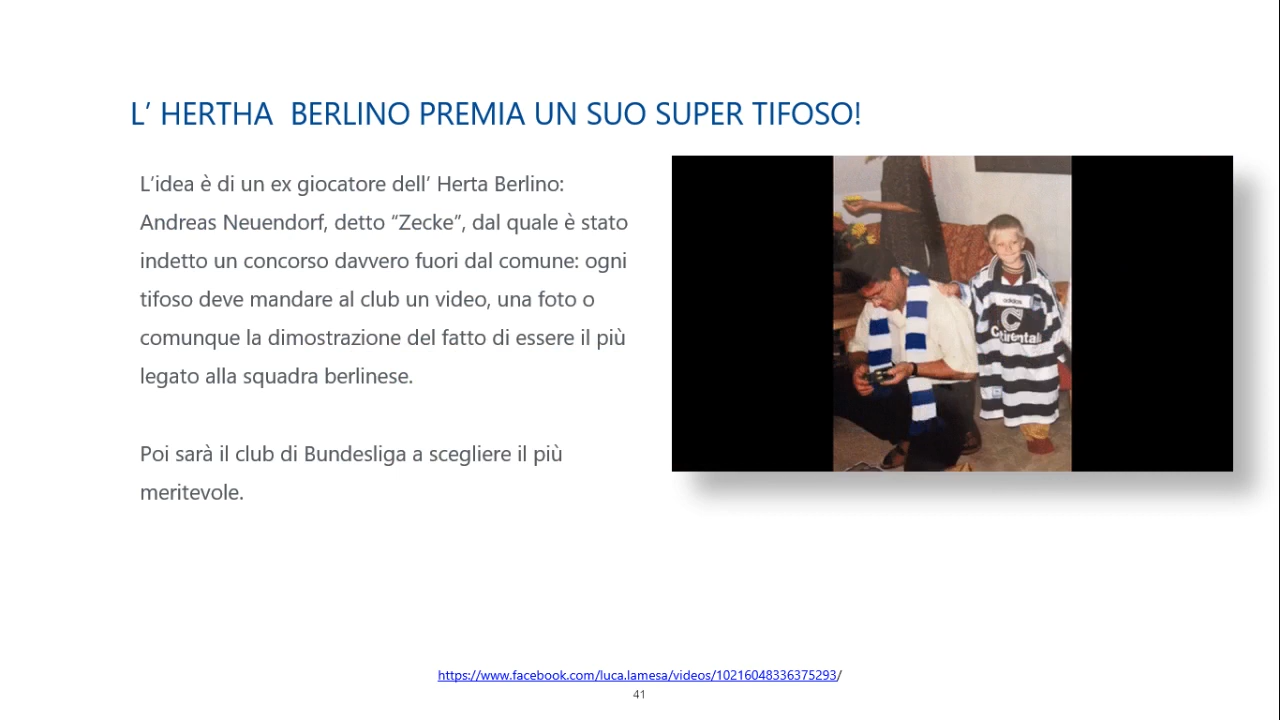 L’ HERTHA  BERLINO PREMIA UN SUO SUPER TIFOSO!
L’idea è di un ex giocatore dell’ Herta Berlino:
Andreas Neuendorf, detto “Zecke”, dal quale è stato
indetto un concorso davvero fuori dal comune: ogni
tifoso deve mandare al club un video, una foto o
comunque la dimostrazione del fatto di essere il più
legato alla squadra berlinese.
Poi sarà il club di Bundesliga a scegliere il più
meritevole.
adidas
Continentale
https://www.facebook.com/luca.lamesa/videos/10216048336375293/
41